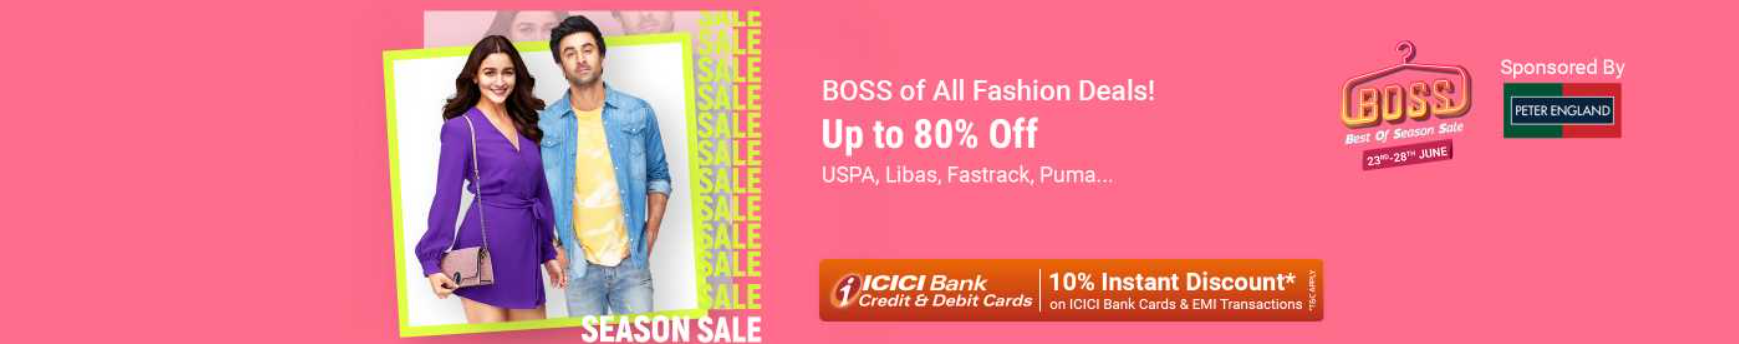 SALE
SALE
SALE
SALE
SALE
SALE
SALE
SALE
SALE
SALE
SALE
SEASON SALE
BOSS of All Fashion Deals!
Up to 80% Off
USPA, Libas, Fastrack, Puma...
ICICI Bank
Credit & Debit Cards
10% Instant Discount*
on ICICI Bank Cards & EMI Transactions
*T&C APPLY
BOSS
Best Of Season Sale
23RD-28TH JUNE
Sponsored By
PETER ENGLAND